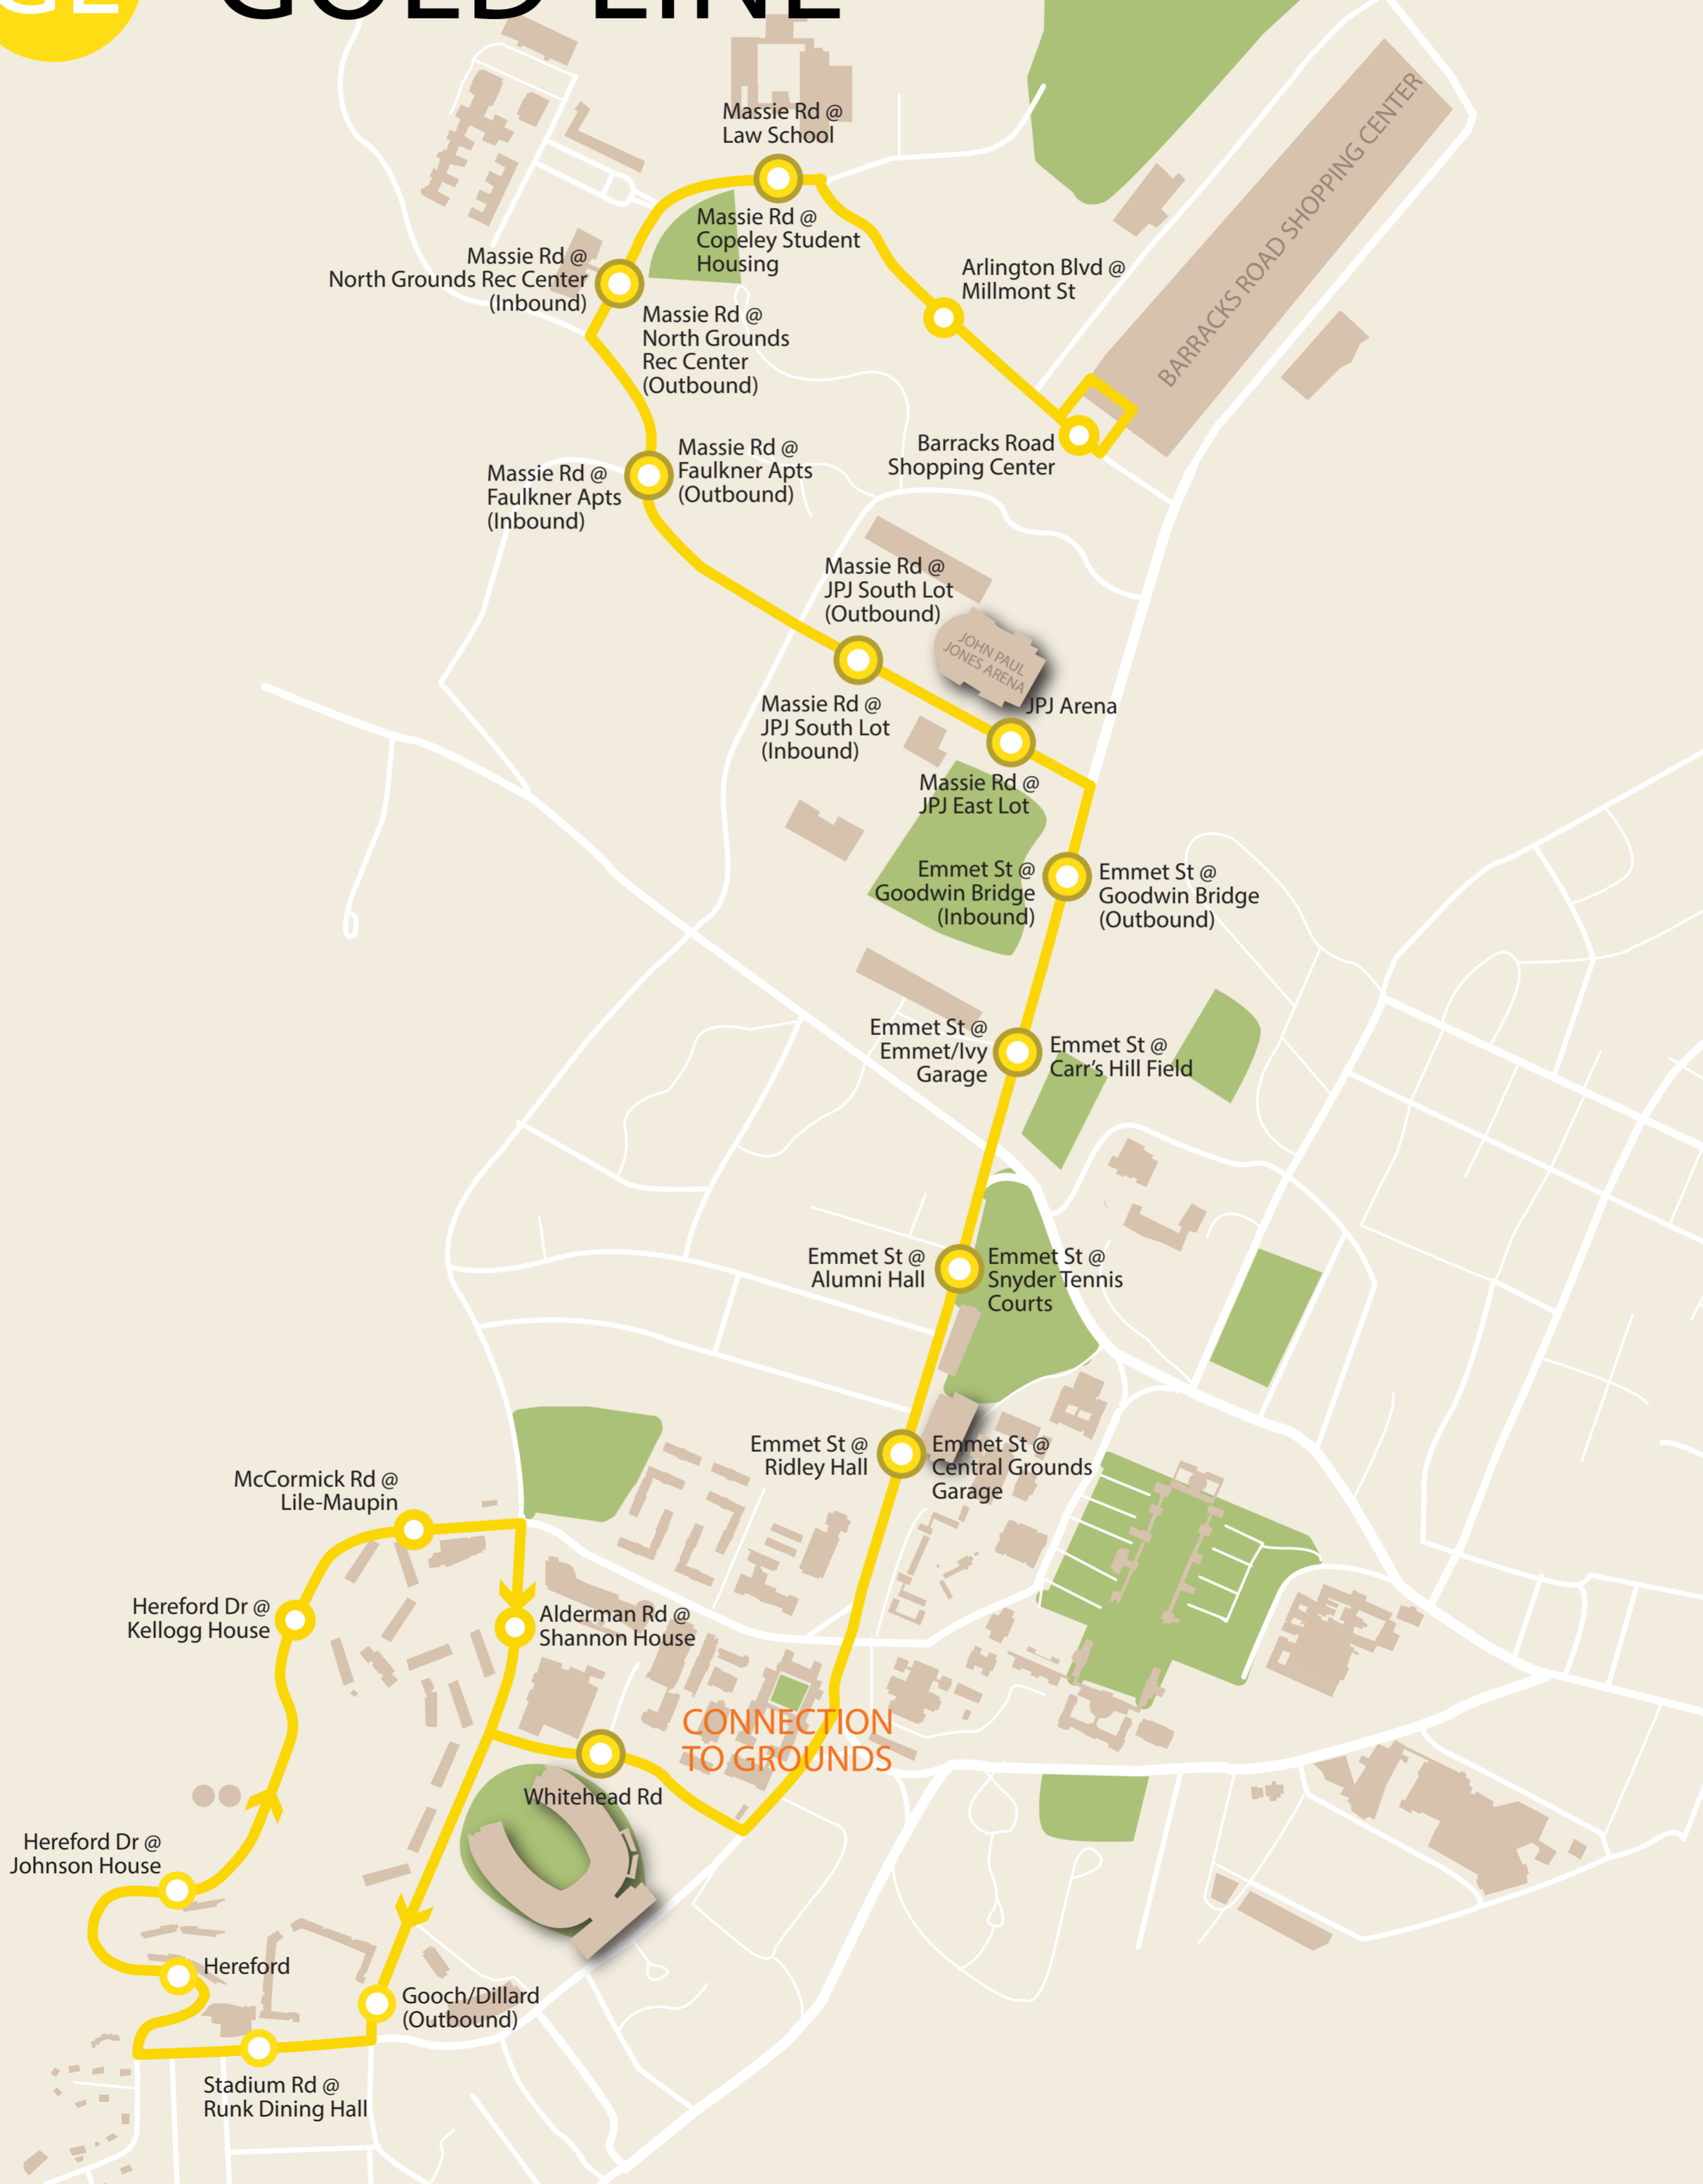 GOLD LINE
Massie Rd @
Law School
Massie Rd @
Copeley Student
Housing
Massie Rd @
North Grounds Rec Center
(Inbound)
Massie Rd @
North Grounds
Rec Center
(Outbound)
Arlington Blvd @
Millmont St
BARRACKS ROAD SHOPPING CENTER
Barracks Road
Shopping Center
Massie Rd @
Faulkner Apts
(Inbound)
Massie Rd @
Faulkner Apts
(Outbound)
Massie Rd @
JPJ South Lot
(Outbound)
JOHN PAUL
JONES ARENA
Massie Rd @
JPJ South Lot
(Inbound)
JPJ Arena
Massie Rd @
JPJ East Lot
Emmet St @
Goodwin Bridge
(Inbound)
Emmet St @
Goodwin Bridge
(Outbound)
Emmet St @
Emmet/Ivy
Garage
Emmet St @
Carr's Hill Field
Emmet St @
Alumni Hall
Emmet St @
Snyder Tennis
Courts
Emmet St @
Ridley Hall
Emmet St @
Central Grounds
Garage
McCormick Rd @
Lile-Maupin
Hereford Dr @
Kellogg House
Alderman Rd @
Shannon House
CONNECTION
TO GROUNDS
Whitehead Rd
Hereford Dr @
Johnson House
Hereford
Gooch/Dillard
(Outbound)
Stadium Rd @
Runk Dining Hall